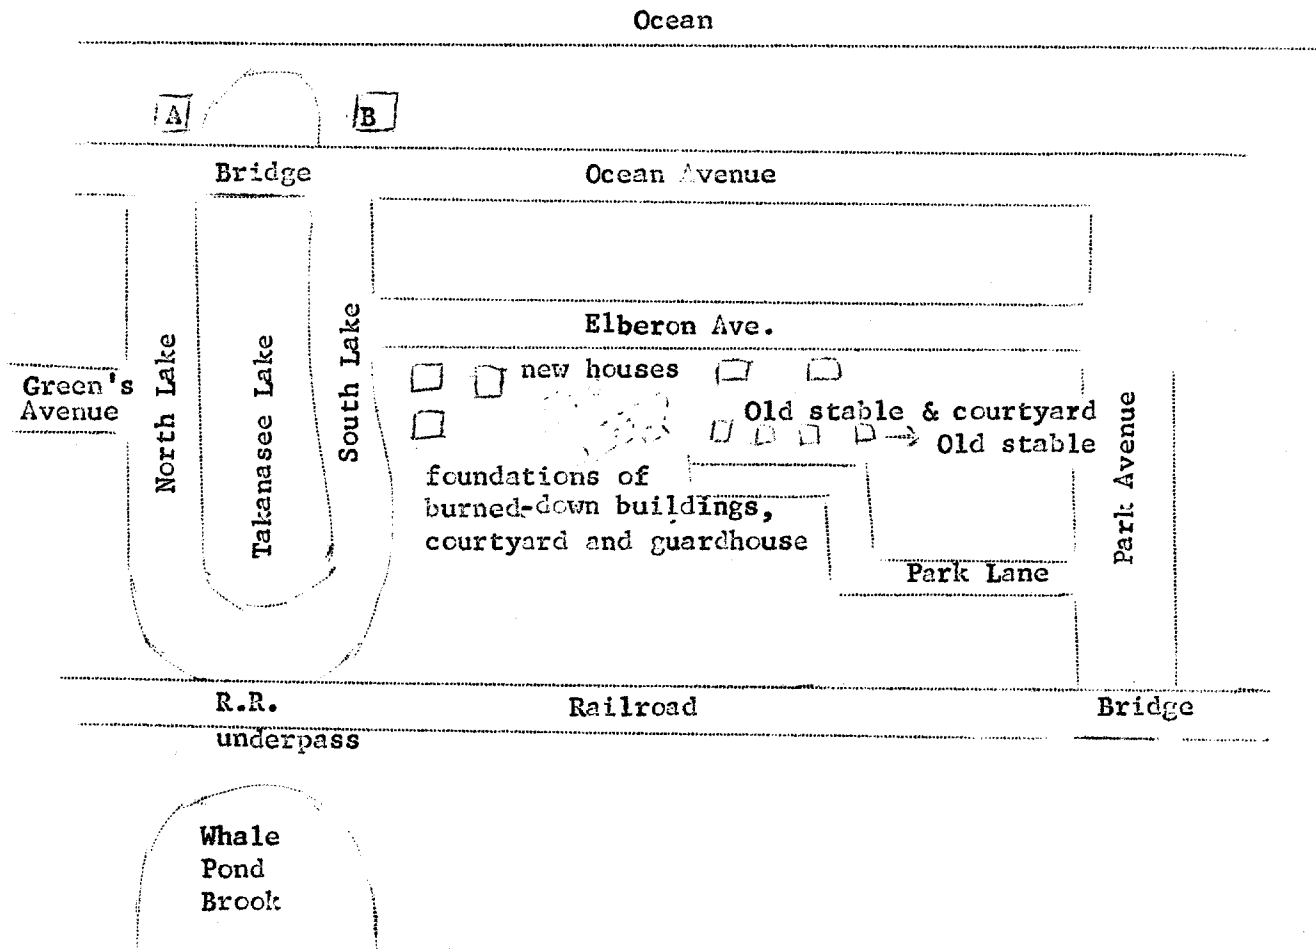 Ocean
A
B
Bridge
Ocean Avenue
Elberon Ave.
new houses
Green's
Avenue
North Lake
Takanasee Lake
South Lake
Old stable & courtyard
Old stable
foundations of
burned-down buildings,
courtyard and guardhouse
Park Lane
Park Avenue
R.R.
underpass
Railroad
Bridge
Whale
Pond
Brook